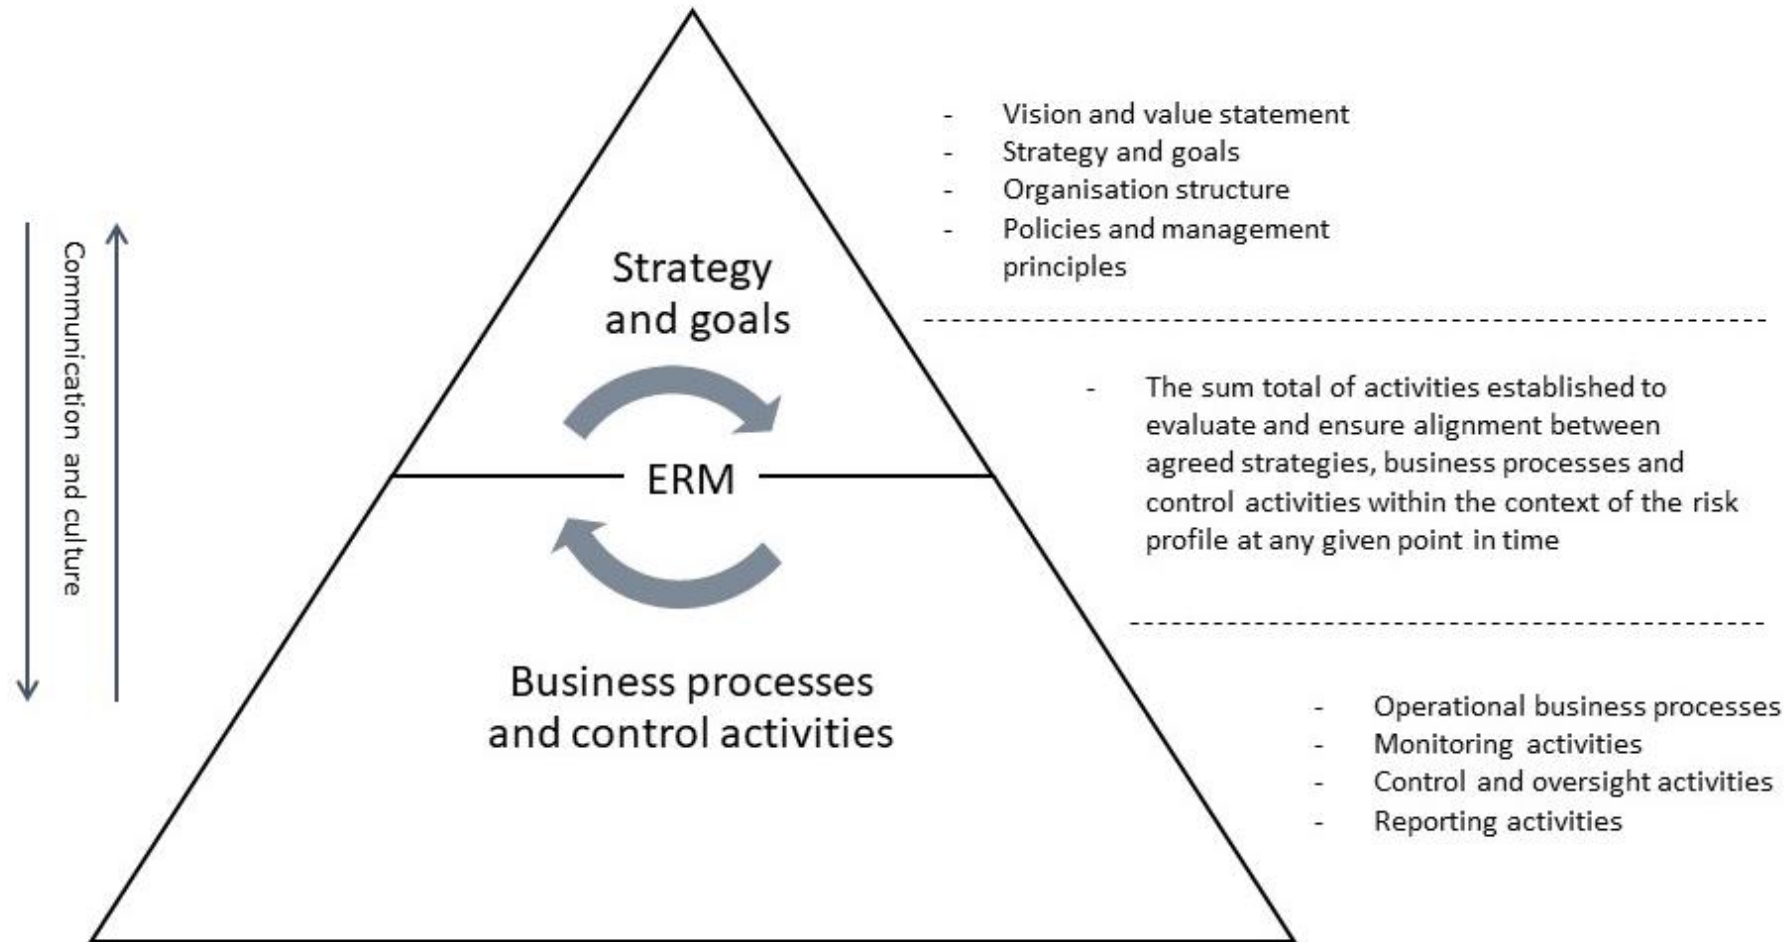 Communication and culture
Strategy
and goals
ERM
Business processes
and control activities
- Vision and value statement
- Strategy and goals
- Organisation structure
- Policies and management
principles
- The sum total of activities established to
evaluate and ensure alignment between
agreed strategies, business processes and
control activities within the context of the risk
profile at any given point in time
- Operational business processes
- Monitoring activities
- Control and oversight activities
- Reporting activities